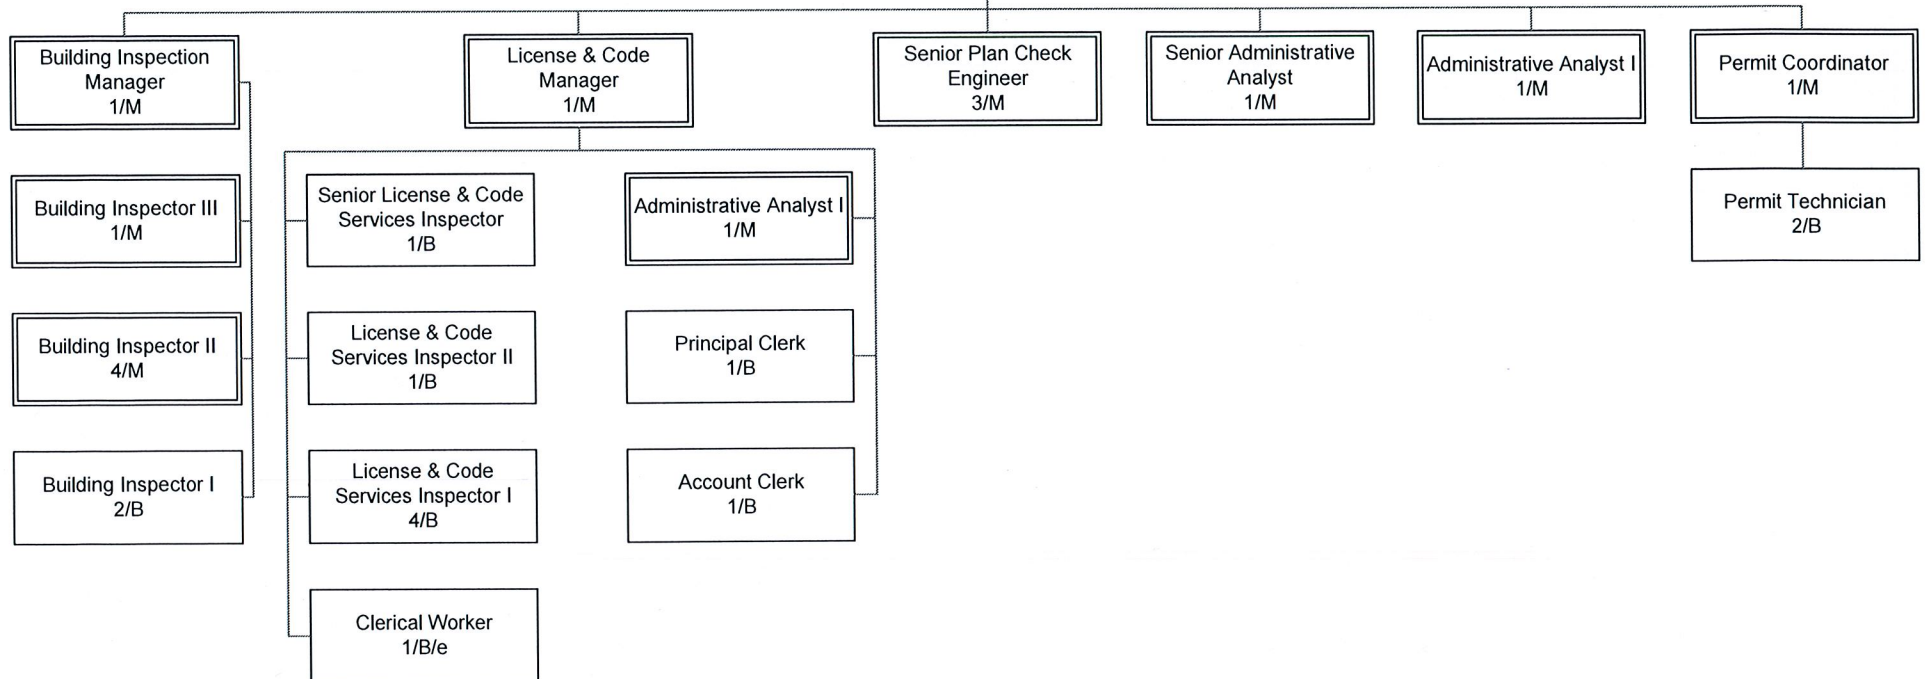 Building Inspection
Manager
1/M
License & Code
Manager
1/M
Senior Plan Check
Engineer
3/M
Senior Administrative
Analyst
1/M
Administrative Analyst I
1/M
Permit Coordinator
1/M
Building Inspector III
1/M
Senior License & Code
Services Inspector
1/B
Administrative Analyst I
1/M
Permit Technician
2/B
Building Inspector II
4/M
License & Code
Services Inspector II
1/B
Principal Clerk
1/B
Building Inspector I
2/B
License & Code
Services Inspector I
4/B
Account Clerk
1/B
Clerical Worker
1/B/e